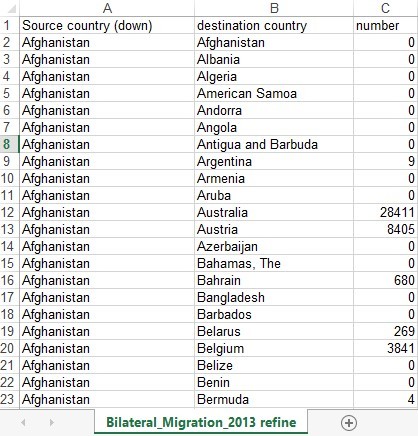 A B C
1 Source country (down) destination country number
2 Afghanistan Afghanistan 0
3 Afghanistan Albania 0
4 Afghanistan Algeria 0
5 Afghanistan American Samoa 0
6 Afghanistan Andorra 0
7 Afghanistan Angola 0
8 Afghanistan Antigua and Barbuda 0
9 Afghanistan Argentina 9
10 Afghanistan Armenia 0
11 Afghanistan Aruba 0
12 Afghanistan Australia 28411
13 Afghanistan Austria 8405
14 Afghanistan Azerbaijan 0
15 Afghanistan Bahamas, The 0
16 Afghanistan Bahrain 680
17 Afghanistan Bangladesh 0
18 Afghanistan Barbados 0
19 Afghanistan Belarus 269
20 Afghanistan Belgium 3841
21 Afghanistan Belize 0
22 Afghanistan Benin 0
23 Afghanistan Bermuda 4
Bilateral_Migration_2013 refine